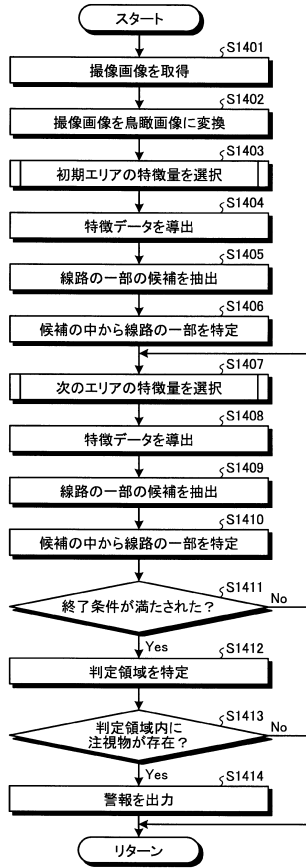 スタート
S1401
撮像画像を取得
S1402
撮像画像を鳥瞰画像に変換
S1403
初期エリアの特徴量を選択
S1404
特徴データを導出
S1405
線路の一部の候補を抽出
S1406
候補の中から線路の一部を特定
S1407
次のエリアの特徴量を選択
S1408
特徴データを導出
S1409
線路の一部の候補を抽出
S1410
候補の中から線路の一部を特定
S1411
終了条件が満たされた？
No
Yes
S1412
判定領域を特定
S1413
判定領域内に
注視物が存在？
No
Yes
S1414
警報を出力
リターン